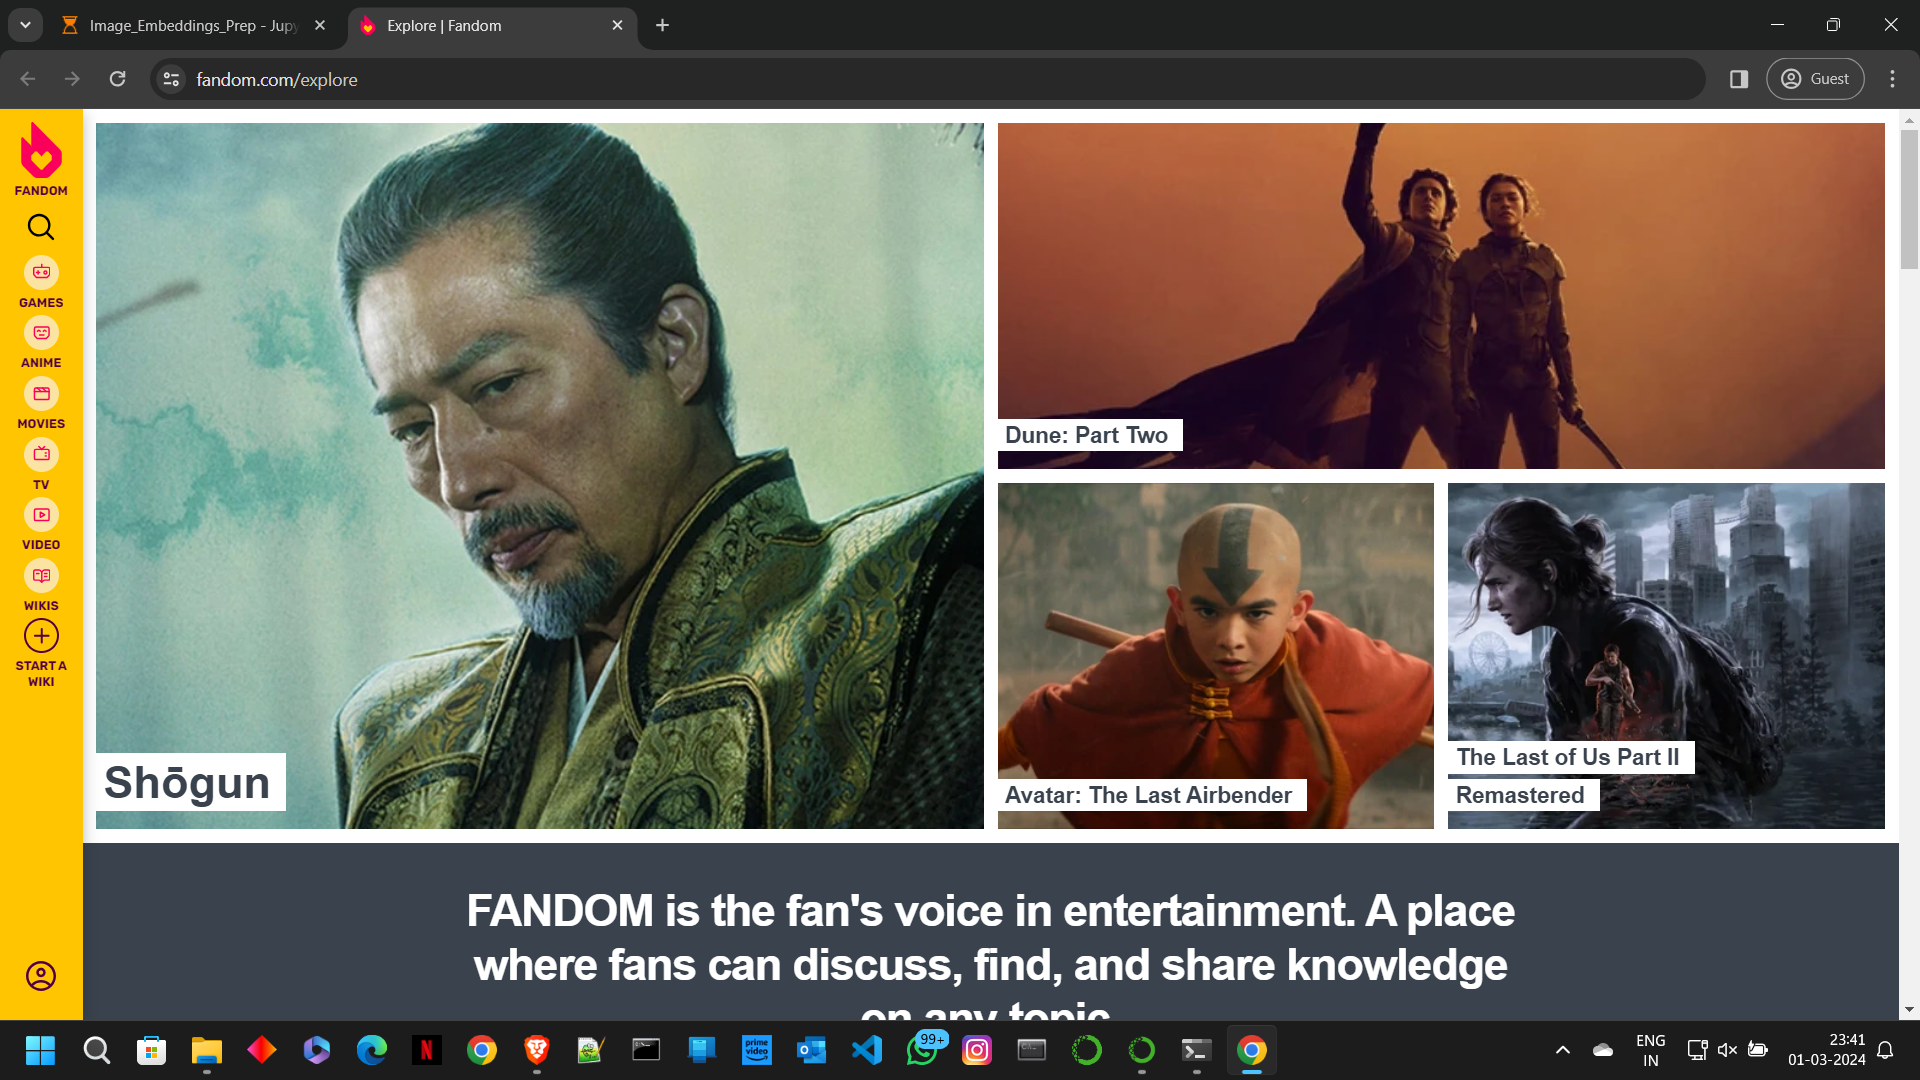 Image_Embeddings_Prep - Jupy
Explore | Fandom
fandom.com/explore
Guest
FANDOM
GAMES
ANIME
MOVIES
TV
VIDEO
WIKIS
START A
WIKI
Shōgun
Dune: Part Two
Avatar: The Last Airbender
The Last of Us Part II
Remastered
FANDOM is the fan's voice in entertainment. A place
where fans can discuss, find, and share knowledge
on any topic
N
prime
video
99+
ENG
IN
23:41
01-03-2024